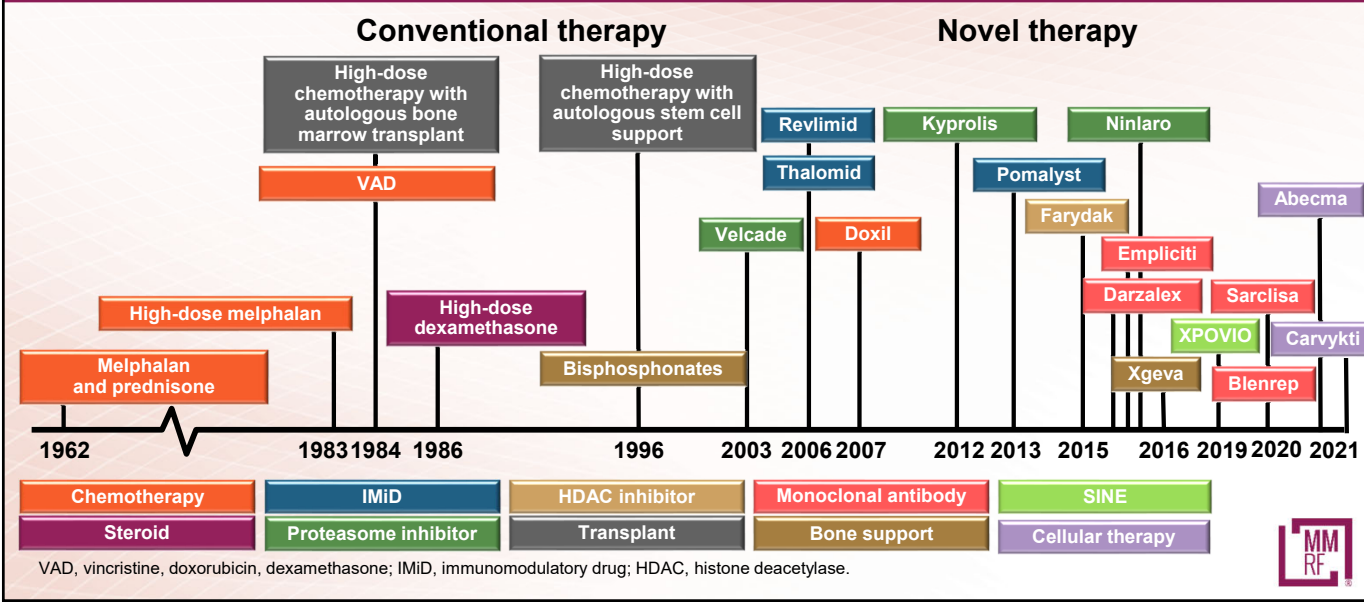 Conventional therapy
Novel therapy
High-dose
chemotherapy with
autologous bone
marrow transplant
High-dose
chemotherapy with
autologous stem cell
support
Revlimid
Kyprolis
Ninlaro
VAD
Thalomid
Pomalyst
Abecma
Farydak
Velcade
Doxil
Empliciti
High-dose melphalan
High-dose
dexamethasone
Darzalex
Sarclisa
XPOVIO
Carvykti
Melphalan
and prednisone
Bisphosphonates
Xgeva
Blenrep
1962
1983
1984
1986
1996
2003
2006
2007
2012
2013
2015
2016
2019
2020
2021
Chemotherapy
IMiD
HDAC inhibitor
Monoclonal antibody
SINE
Steroid
Proteasome inhibitor
Transplant
Bone support
Cellular therapy
VAD, vincristine, doxorubicin, dexamethasone; IMiD, immunomodulatory drug; HDAC, histone deacetylase.
MM
RF